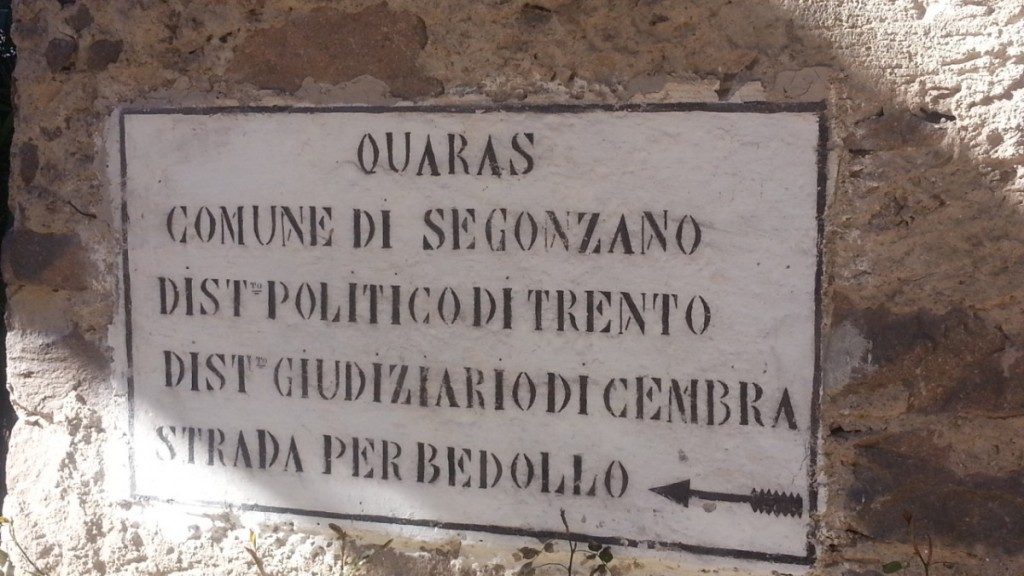 QUARAS
COMUNE DI SEGONZANO
DISTTO POLITICO DI TRENTO
DISTTO GIUDIZIARIO DI CEMBRA
STRADA PER BEDOLLO